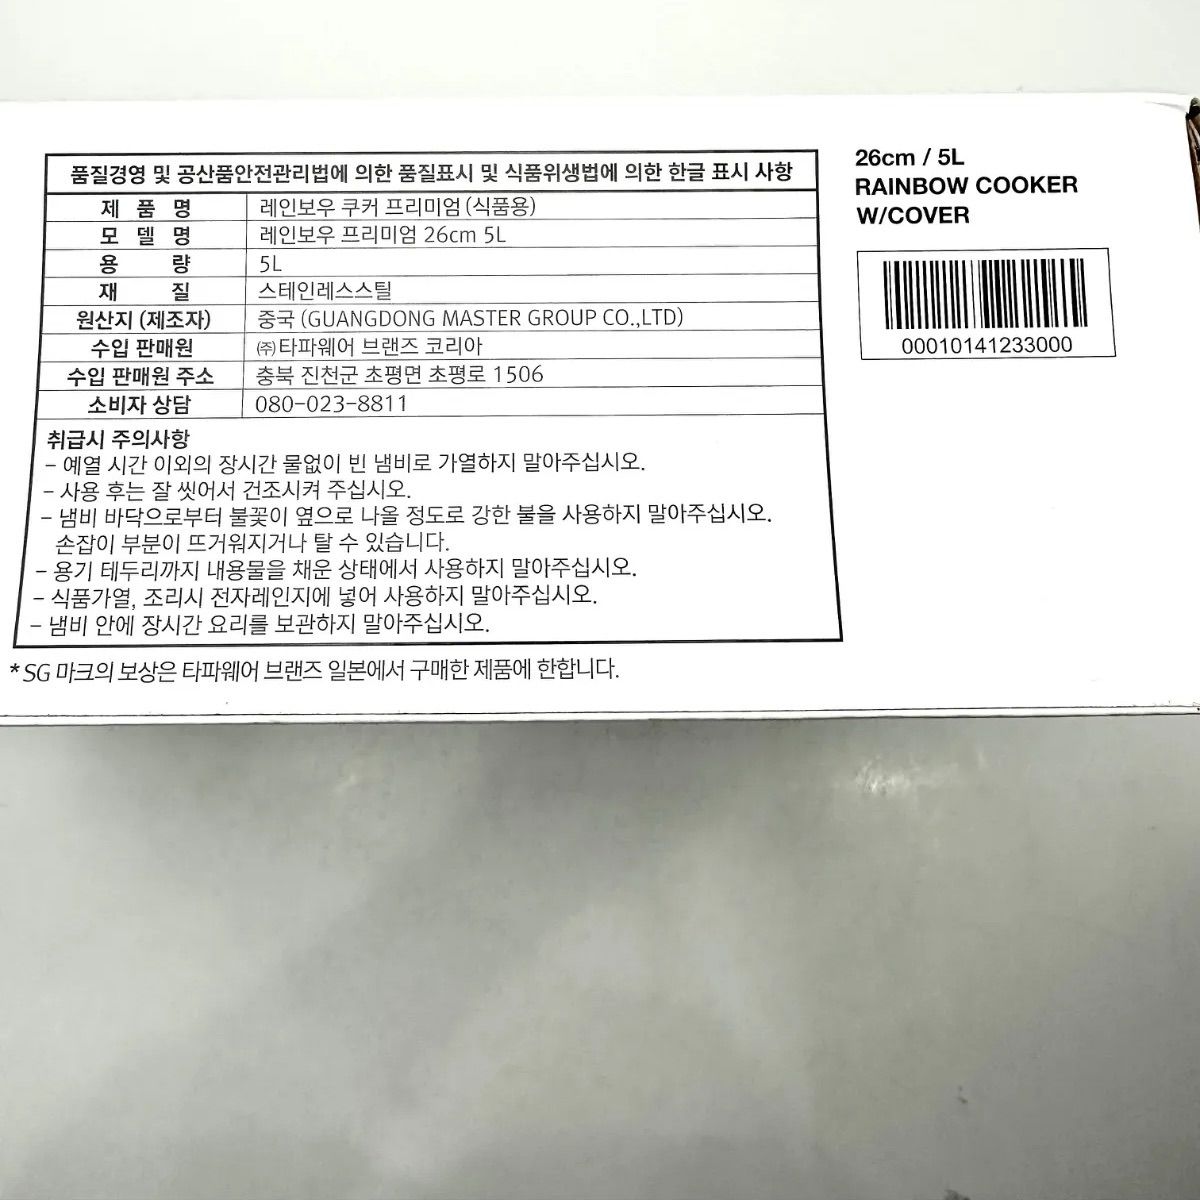 품질경영 및 공산품안전관리법에 의한 품질표시 및 식품위생법에 의한 한글 표시 사항
제 품 명 레인보우 쿠커 프리미엄 (식품용)
모 델 명 레인보우 프리미엄 26cm 5L
용 량 5L
재 질 스테인레스스틸
원산지 (제조자) 중국 (GUANGDONG MASTER GROUP CO.,LTD)
수입 판매원 ㈜타파웨어 브랜즈 코리아
수입 판매원 주소 충북 진천군 초평면 초평로 1506
소비자 상담 080-023-8811
취급시 주의사항
- 예열 시간 이외의 장시간 물없이 빈 냄비로 가열하지 말아주십시오.
- 사용 후는 잘 씻어서 건조시켜 주십시오.
- 냄비 바닥으로부터 불꽃이 옆으로 나올 정도로 강한 불을 사용하지 말아주십시오.
손잡이 부분이 뜨거워지거나 탈 수 있습니다.
- 용기 테두리까지 내용물을 채운 상태에서 사용하지 말아주십시오.
- 식품가열, 조리시 전자레인지에 넣어 사용하지 말아주십시오.
- 냄비 안에 장시간 요리를 보관하지 말아주십시오.
* SG 마크의 보상은 타파웨어 브랜즈 일본에서 구매한 제품에 한합니다.
26cm / 5L
RAINBOW COOKER
W/COVER
00010141233000